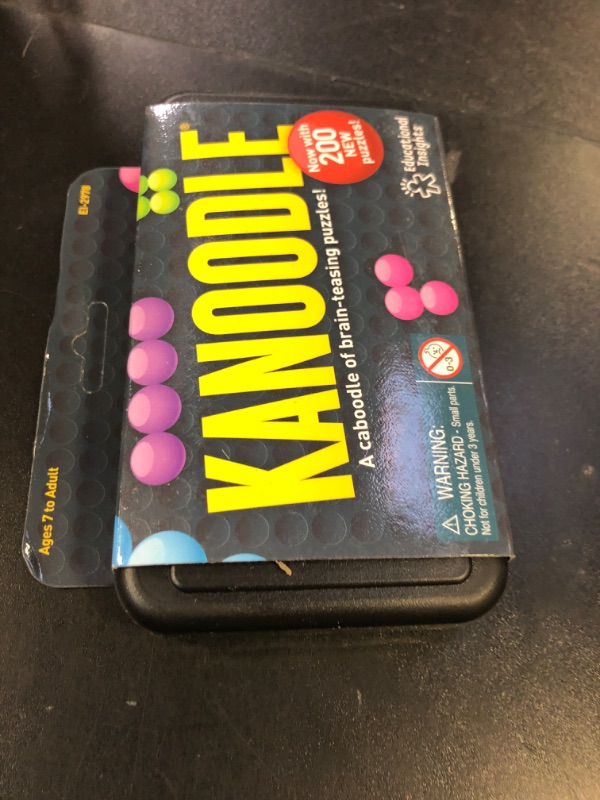 Ages 7 to Adult
EI-2978
KANOODLE®
A caboodle of brain-teasing puzzles!
Now with
200
NEW
puzzles!
Educational
Insights®
0-3
WARNING:
CHOKING HAZARD - Small parts.
Not for children under 3 years.